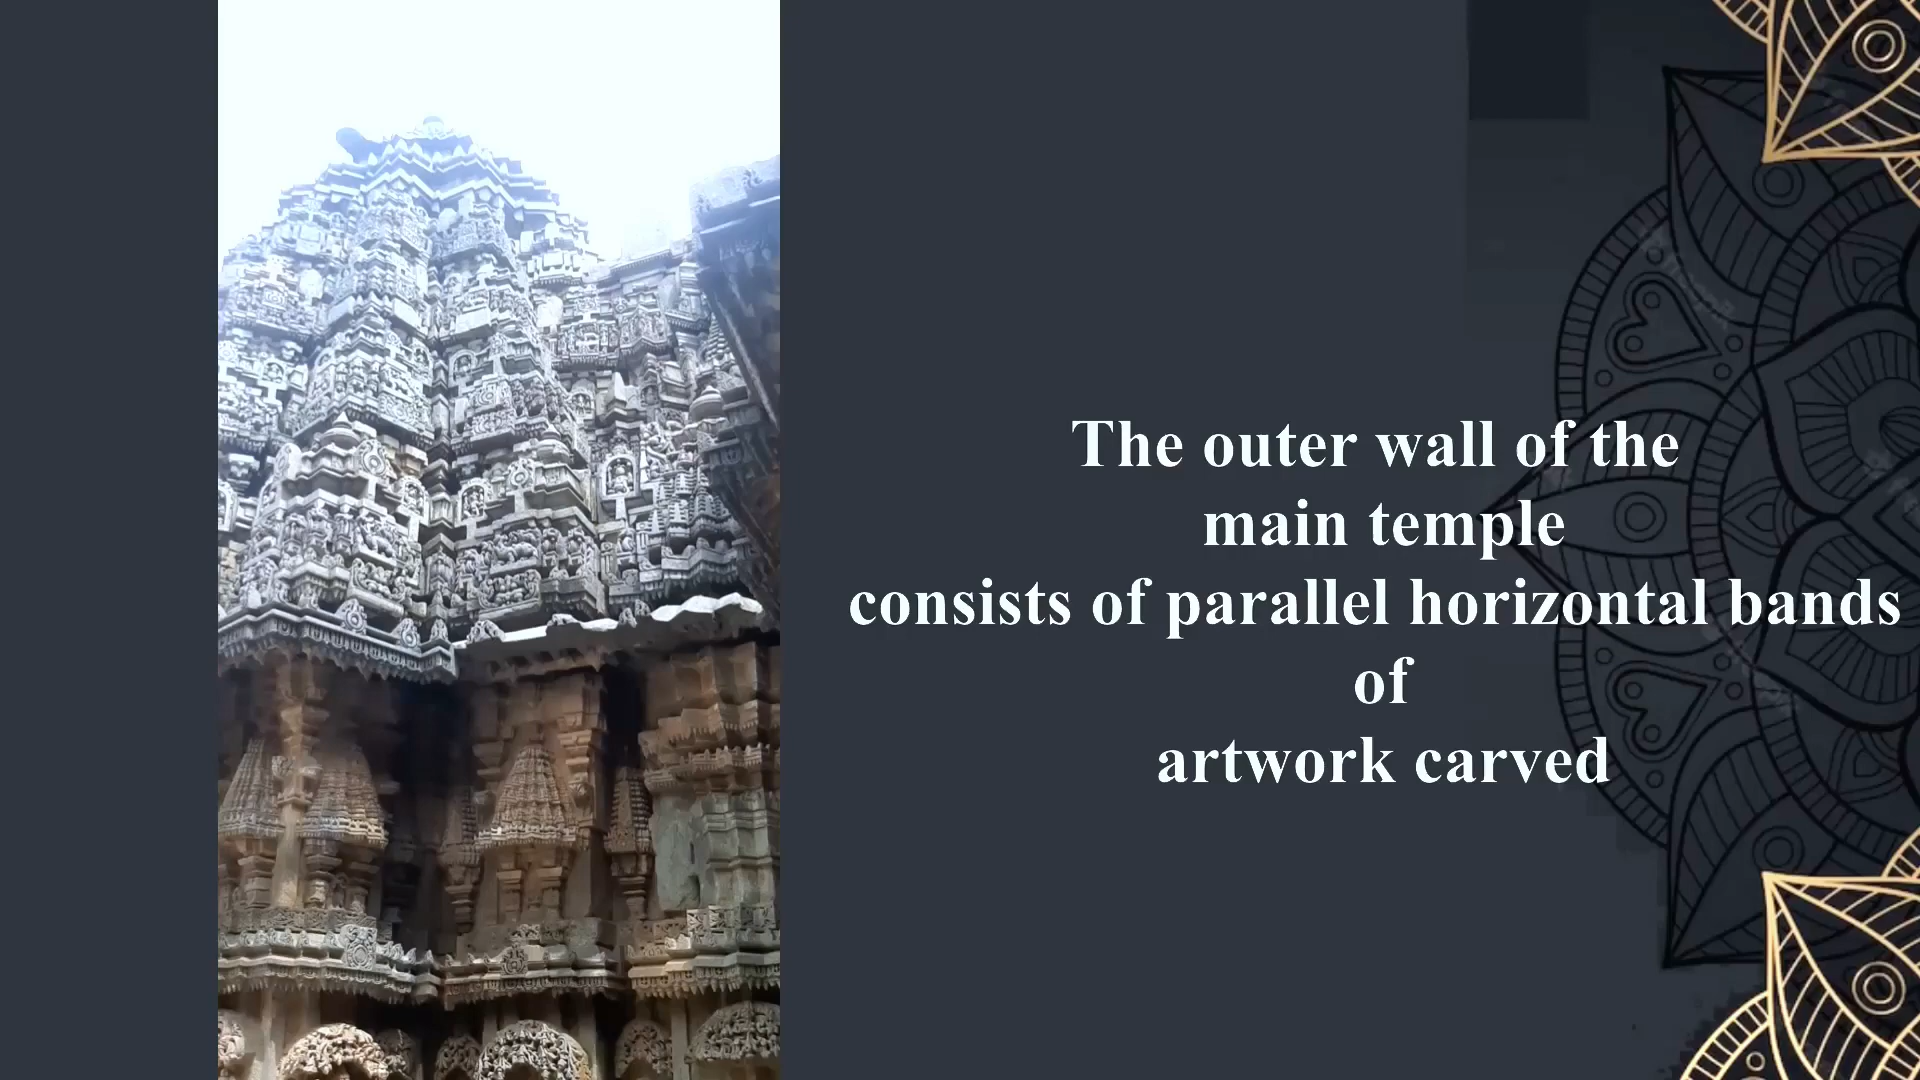 The outer wall of the
main temple
consists of parallel horizontal bands
of
artwork carved